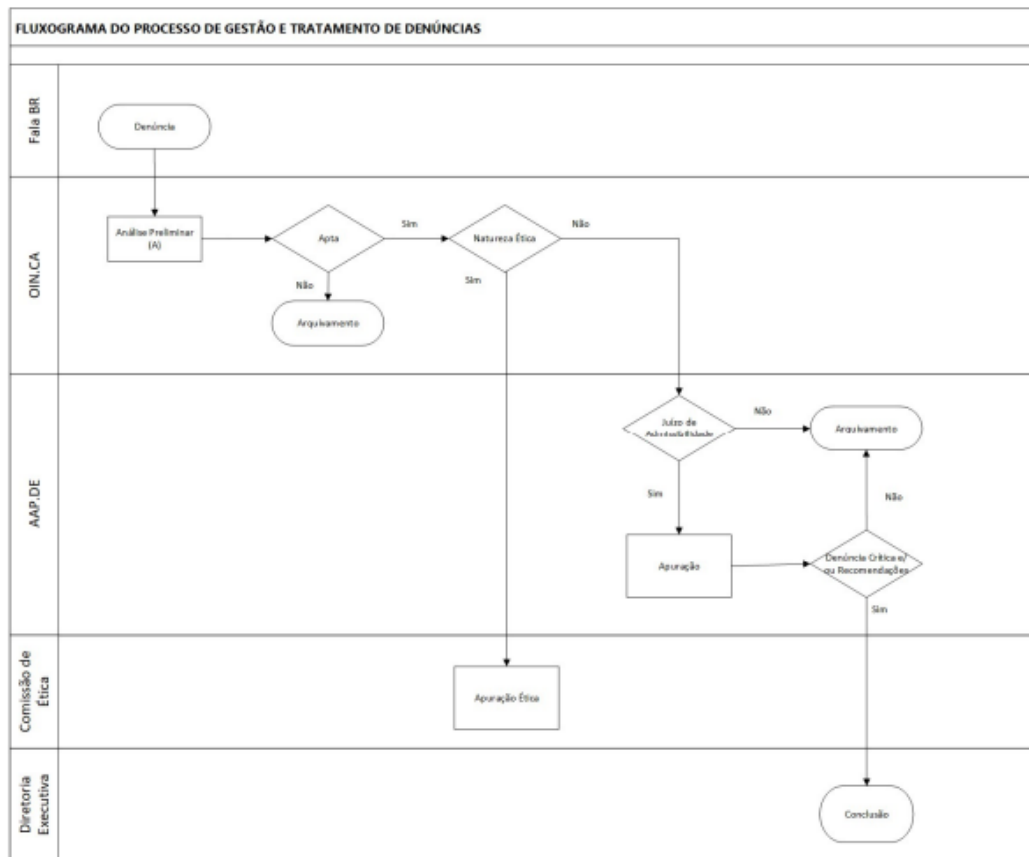 FLUXOGRAMA DO PROCESSO DE GESTÃO E TRATAMENTO DE DENÚNCIAS
Fala BR
Denúncia
OIN.CA
Análise Preliminar
(A)
Apta
Sim
Natureza Ética
Não
Não
Sim
Arquivamento
AAP.DE
Juízo de
Admissibilidade
Não
Arquivamento
Sim
Não
Apuração
Denúncia Crítica e/
ou Recomendações
Sim
Comissão de
Ética
Apuração Ética
Diretoria
Executiva
Conclusão